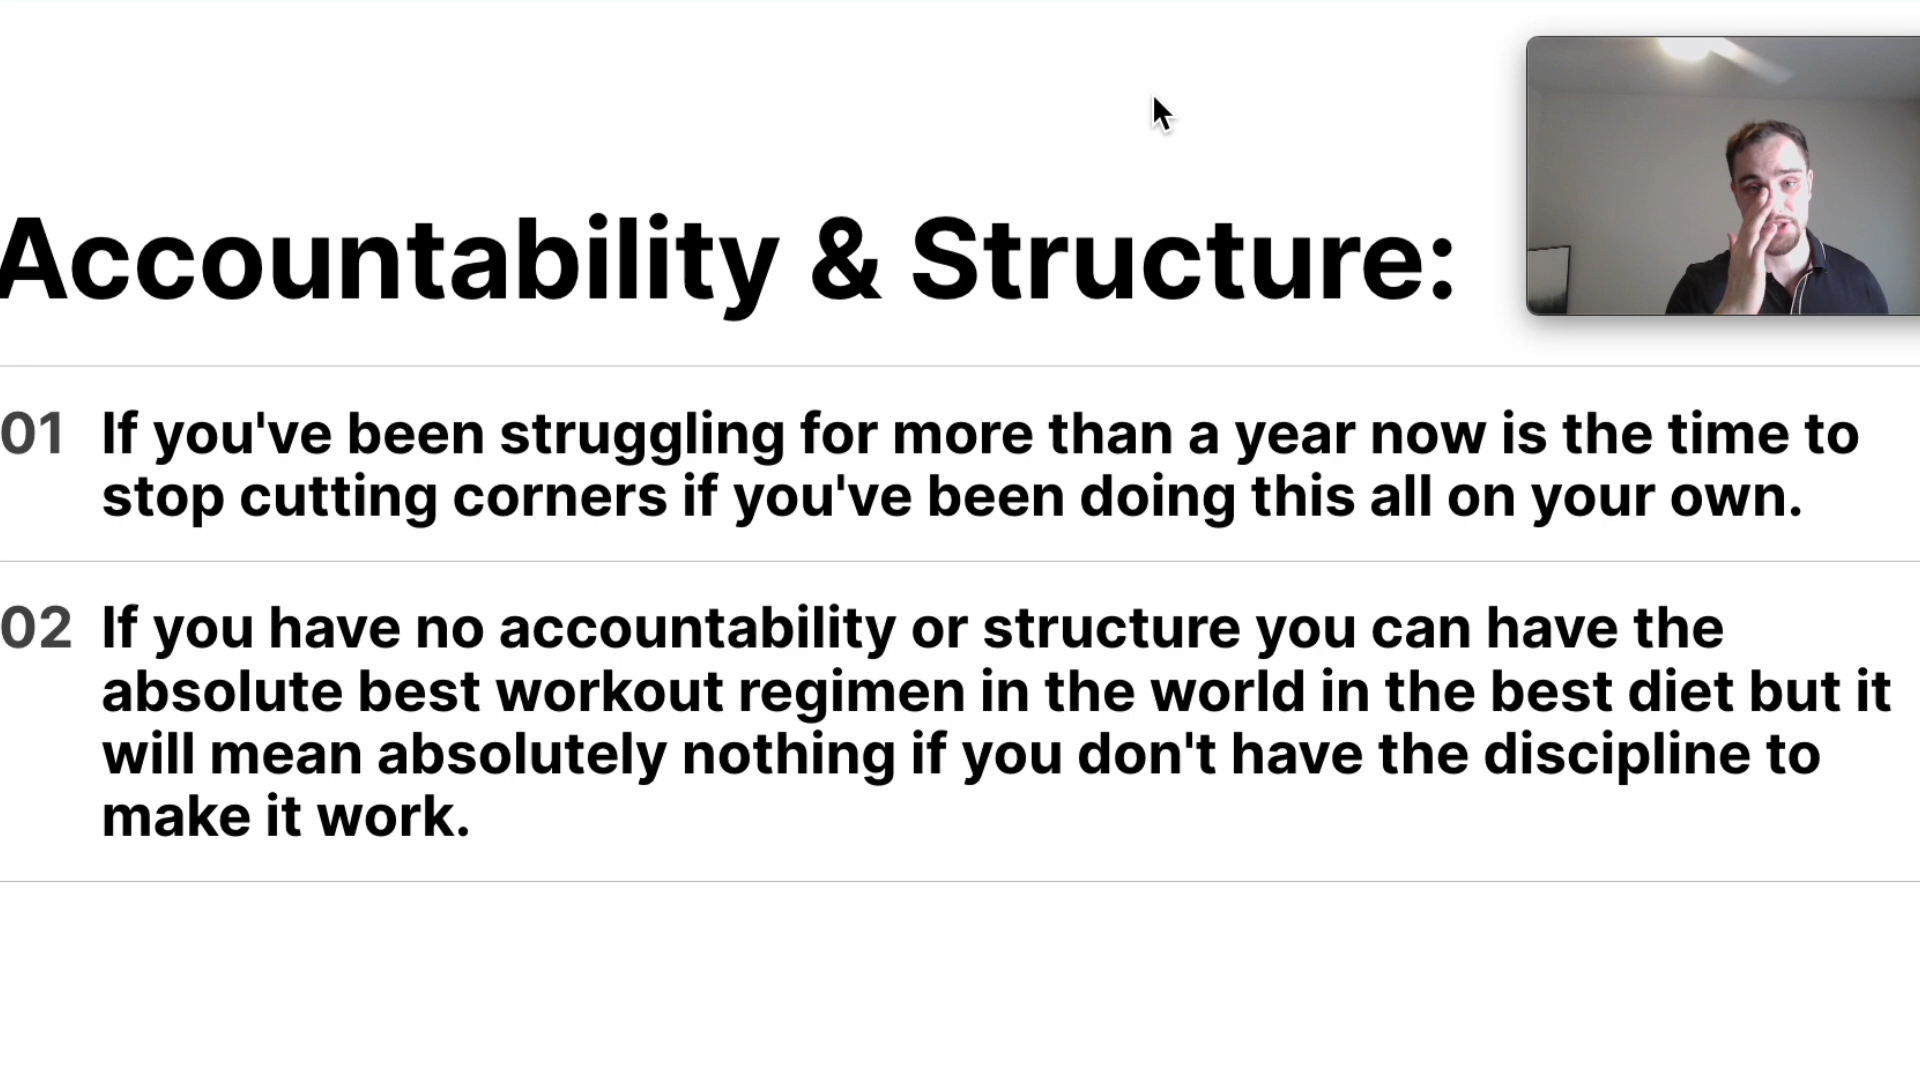 Accountability & Structure:
01 If you've been struggling for more than a year now is the time to
stop cutting corners if you've been doing this all on your own.
02 If you have no accountability or structure you can have the
absolute best workout regimen in the world in the best diet but it
will mean absolutely nothing if you don't have the discipline to
make it work.